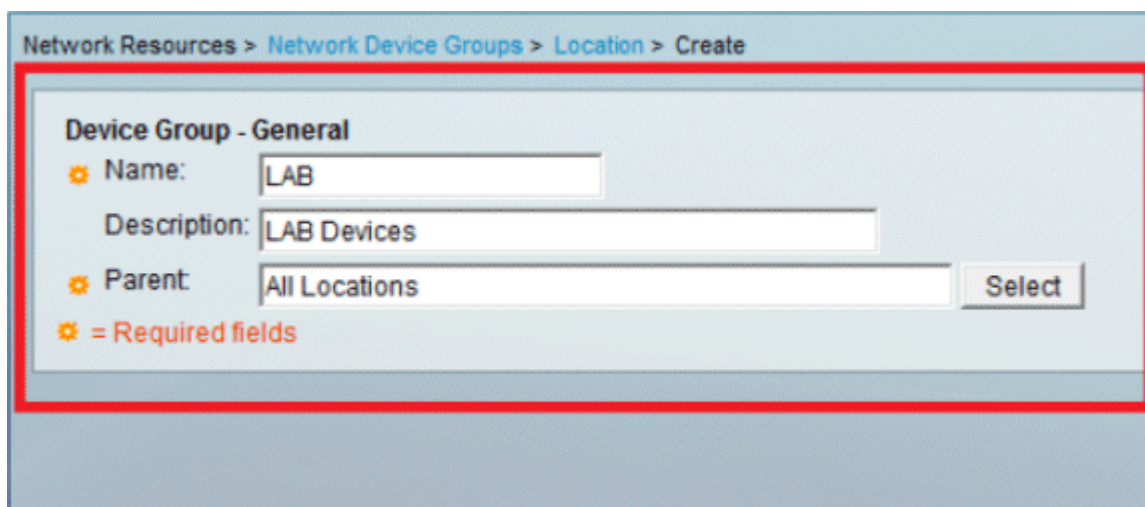 Network Resources > Network Device Groups > Location > Create
Device Group - General
Name: LAB
Description: LAB Devices
Parent: All Locations Select
= Required fields